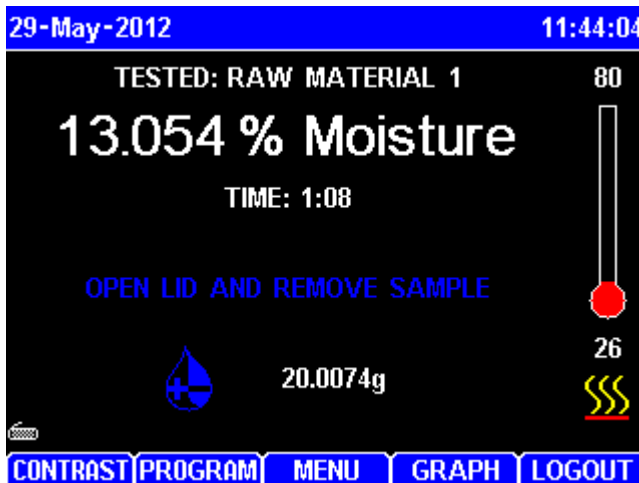 29-May-2012 11:44:04
TESTED: RAW MATERIAL 1
80
13.054 % Moisture
TIME: 1:08
OPEN LID AND REMOVE SAMPLE
26
20.0074g
CONTRAST PROGRAM MENU GRAPH LOGOUT